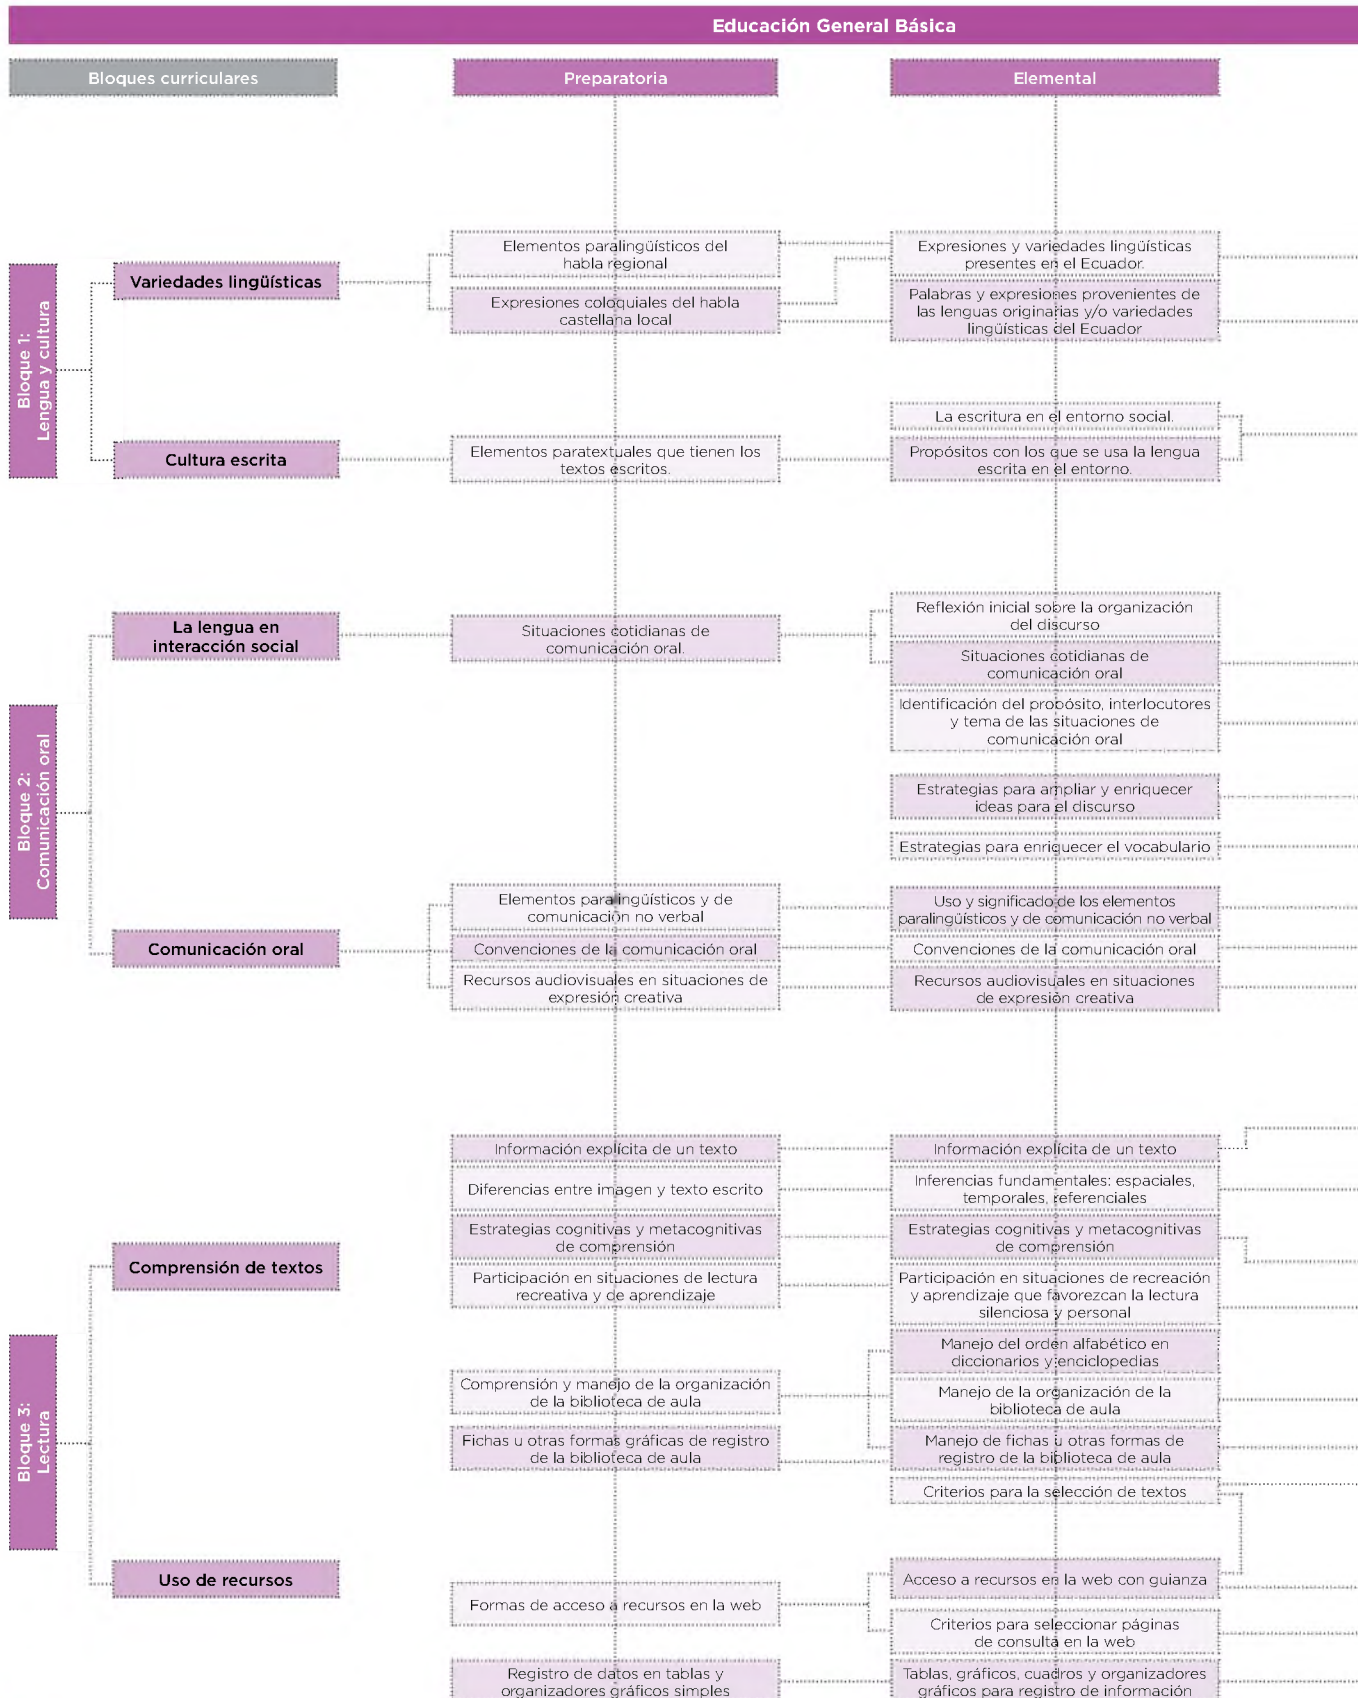 Educación General Básica
Bloques curriculares
Preparatoria
Elemental
Bloque 1:
Lengua y cultura
Variedades lingüísticas
Elementos paralingüísticos del
habla regional
Expresiones coloquiales del habla
castellana local
Expresiones y variedades lingüísticas
presentes en el Ecuador.
Palabras y expresiones provenientes de
las lenguas originarias y/o variedades
lingüísticas del Ecuador
Cultura escrita
Elementos paratextuales que tienen los
textos escritos.
La escritura en el entorno social.
Propósitos con los que se usa la lengua
escrita en el entorno.
Bloque 2:
Comunicación oral
La lengua en
interacción social
Situaciones cotidianas de
comunicación oral.
Reflexión inicial sobre la organización
del discurso
Situaciones cotidianas de
comunicación oral
Identificación del propósito, interlocutores
y tema de las situaciones de
comunicación oral
Estrategias para ampliar y enriquecer
ideas para el discurso
Estrategias para enriquecer el vocabulario
Comunicación oral
Elementos paralingüísticos y de
comunicación no verbal
Convenciones de la comunicación oral
Recursos audiovisuales en situaciones de
expresión creativa
Uso y significado de los elementos
paralingüísticos y de comunicación no verbal
Convenciones de la comunicación oral
Recursos audiovisuales en situaciones
de expresión creativa
Bloque 3:
Lectura
Comprensión de textos
Información explícita de un texto
Diferencias entre imagen y texto escrito
Estrategias cognitivas y metacognitivas
de comprensión
Participación en situaciones de lectura
recreativa y de aprendizaje
Información explícita de un texto
Inferencias fundamentales: espaciales,
temporales, referenciales
Estrategias cognitivas y metacognitivas
de comprensión
Participación en situaciones de recreación
y aprendizaje que favorezcan la lectura
silenciosa y personal
Uso de recursos
Comprensión y manejo de la organización
de la biblioteca de aula
Fichas u otras formas gráficas de registro
de la biblioteca de aula
Manejo del orden alfabético en
diccionarios y enciclopedias
Manejo de la organización de la
biblioteca de aula
Manejo de fichas u otras formas de
registro de la biblioteca de aula
Criterios para la selección de textos
Formas de acceso a recursos en la web
Acceso a recursos en la web con guianza
Criterios para seleccionar páginas
de consulta en la web
Registro de datos en tablas y
organizadores gráficos simples
Tablas, gráficos, cuadros y organizadores
gráficos para registro de información